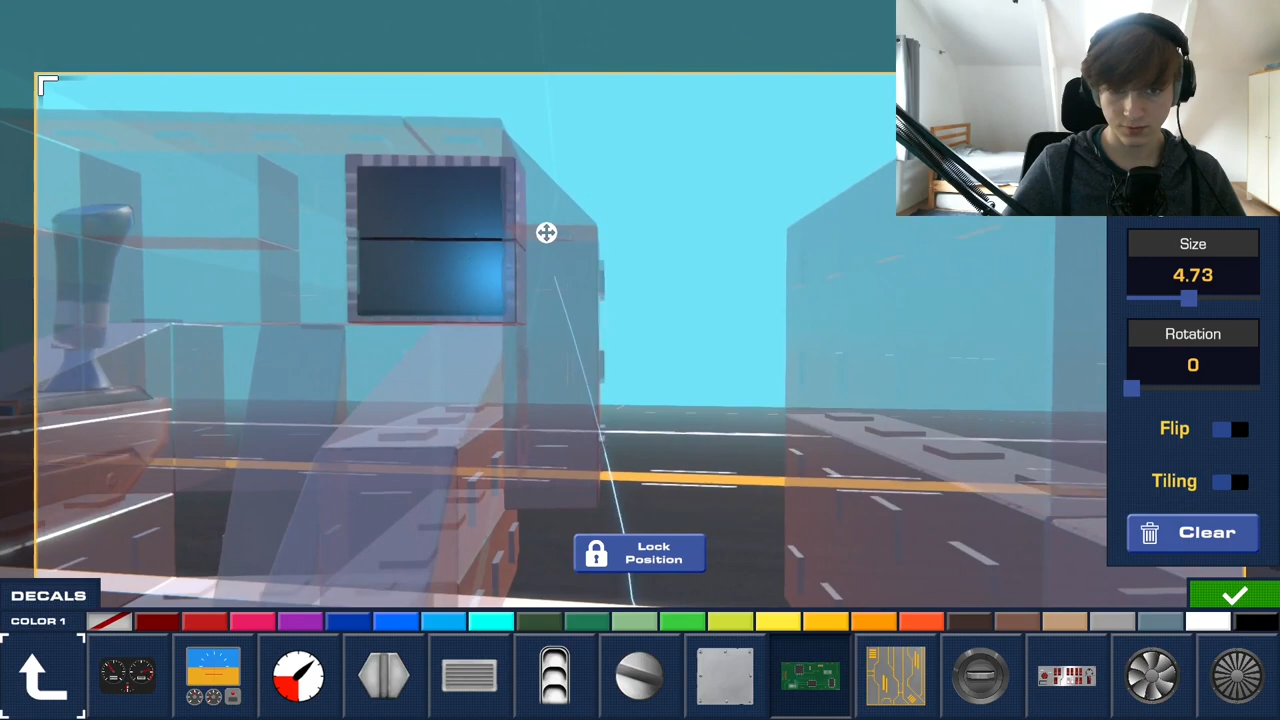 Size
4.73
Rotation
0
Flip
Tiling
Clear
Lock
Position
DECALS
COLOR 1